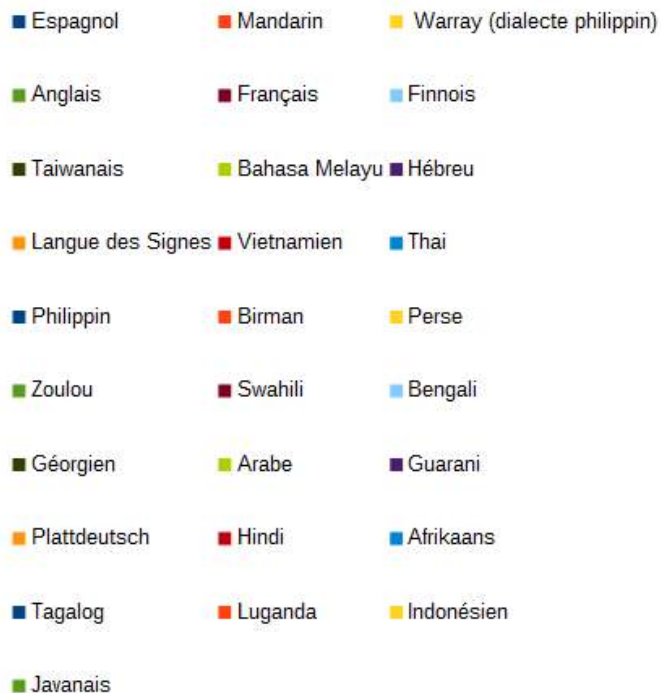 Espagnol Mandarin Warray (dialecte philippin)
Anglais Français Finnois
Taiwanais Bahasa Melayu Hébreu
Langue des Signes Vietnamien Thai
Philippin Birman Perse
Zoulou Swahili Bengali
Géorgien Arabe Guarani
Plattdeutsch Hindi Afrikaans
Tagalog Luganda Indonésien
Javanais